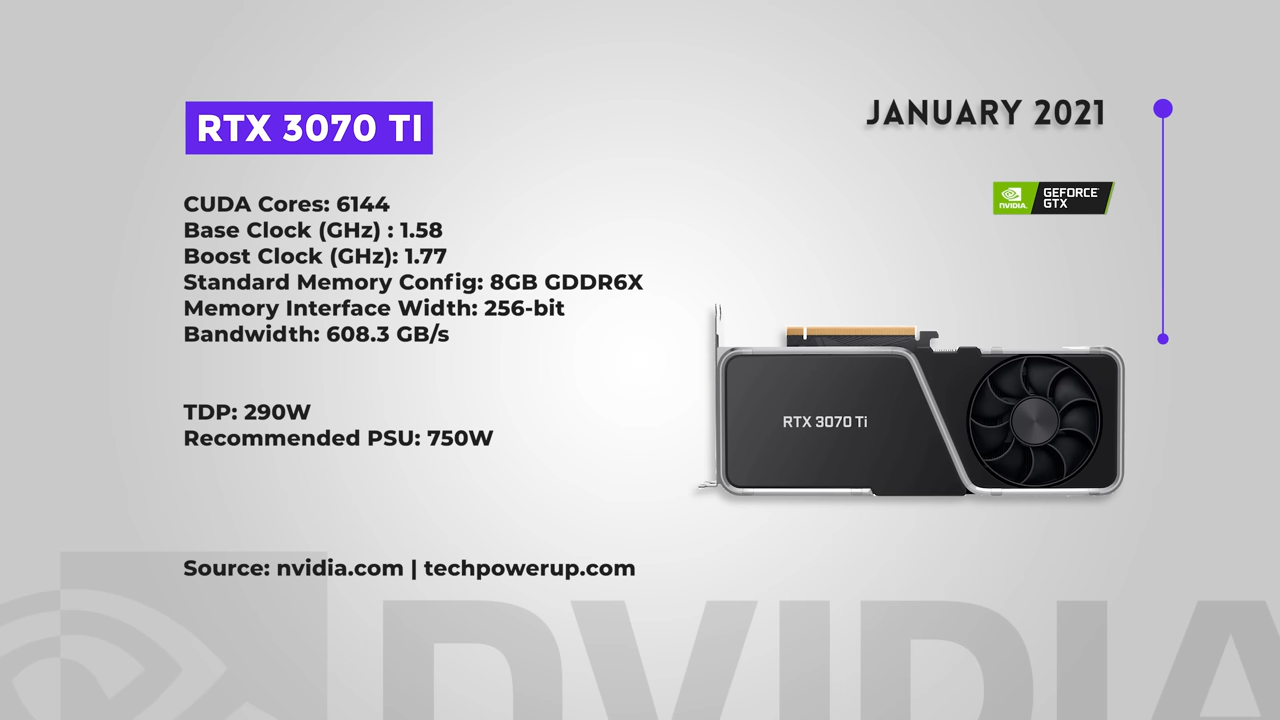 RTX 3070 TI
JANUARY 2021
NVIDIA.
GEFORCE
GTX
CUDA Cores: 6144
Base Clock (GHz) : 1.58
Boost Clock (GHz): 1.77
Standard Memory Config: 8GB GDDR6X
Memory Interface Width: 256-bit
Bandwidth: 608.3 GB/s
RTX 3070 Ti
TDP: 290W
Recommended PSU: 750W
Source: nvidia.com | techpowerup.com
NVIDIA